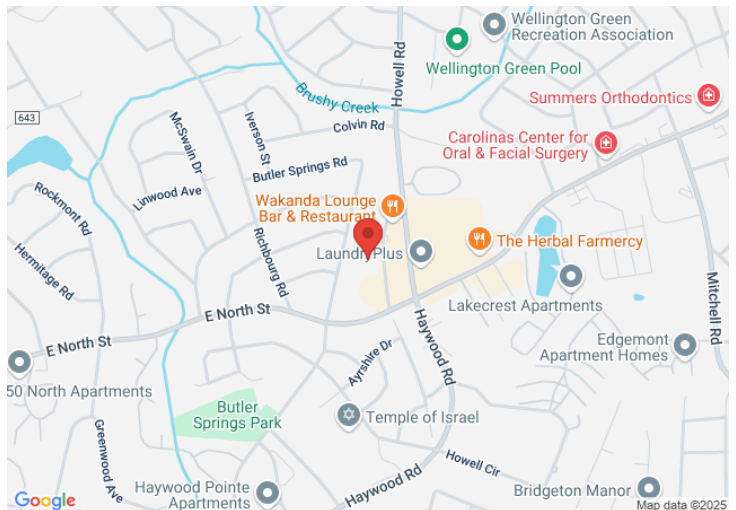 Wellington Green
Recreation Association
Wellington Green Pool
Howell Rd
Brushy Creek
Summers Orthodontics
643
McSwain Dr
Iverson St
Colvin Rd
Carolinas Center for
Oral & Facial Surgery
Butler Springs Rd
Linwood Ave
Rockmont Rd
Wakanda Lounge
Bar & Restaurant
The Herbal Farmercy
Laundry Plus
Richbourg Rd
Hermitage Rd
Mitchell Rd
Lakecrest Apartments
E North St
E North St
Haywood Rd
Edgemont
Apartment Homes
Ayrshire Dr
50 North Apartments
Butler
Springs Park
Temple of Israel
Greenwood Ave
Howell Cir
Haywood Rd
Haywood Pointe
Apartments
Bridgeton Manor
Google
Map data ©2025